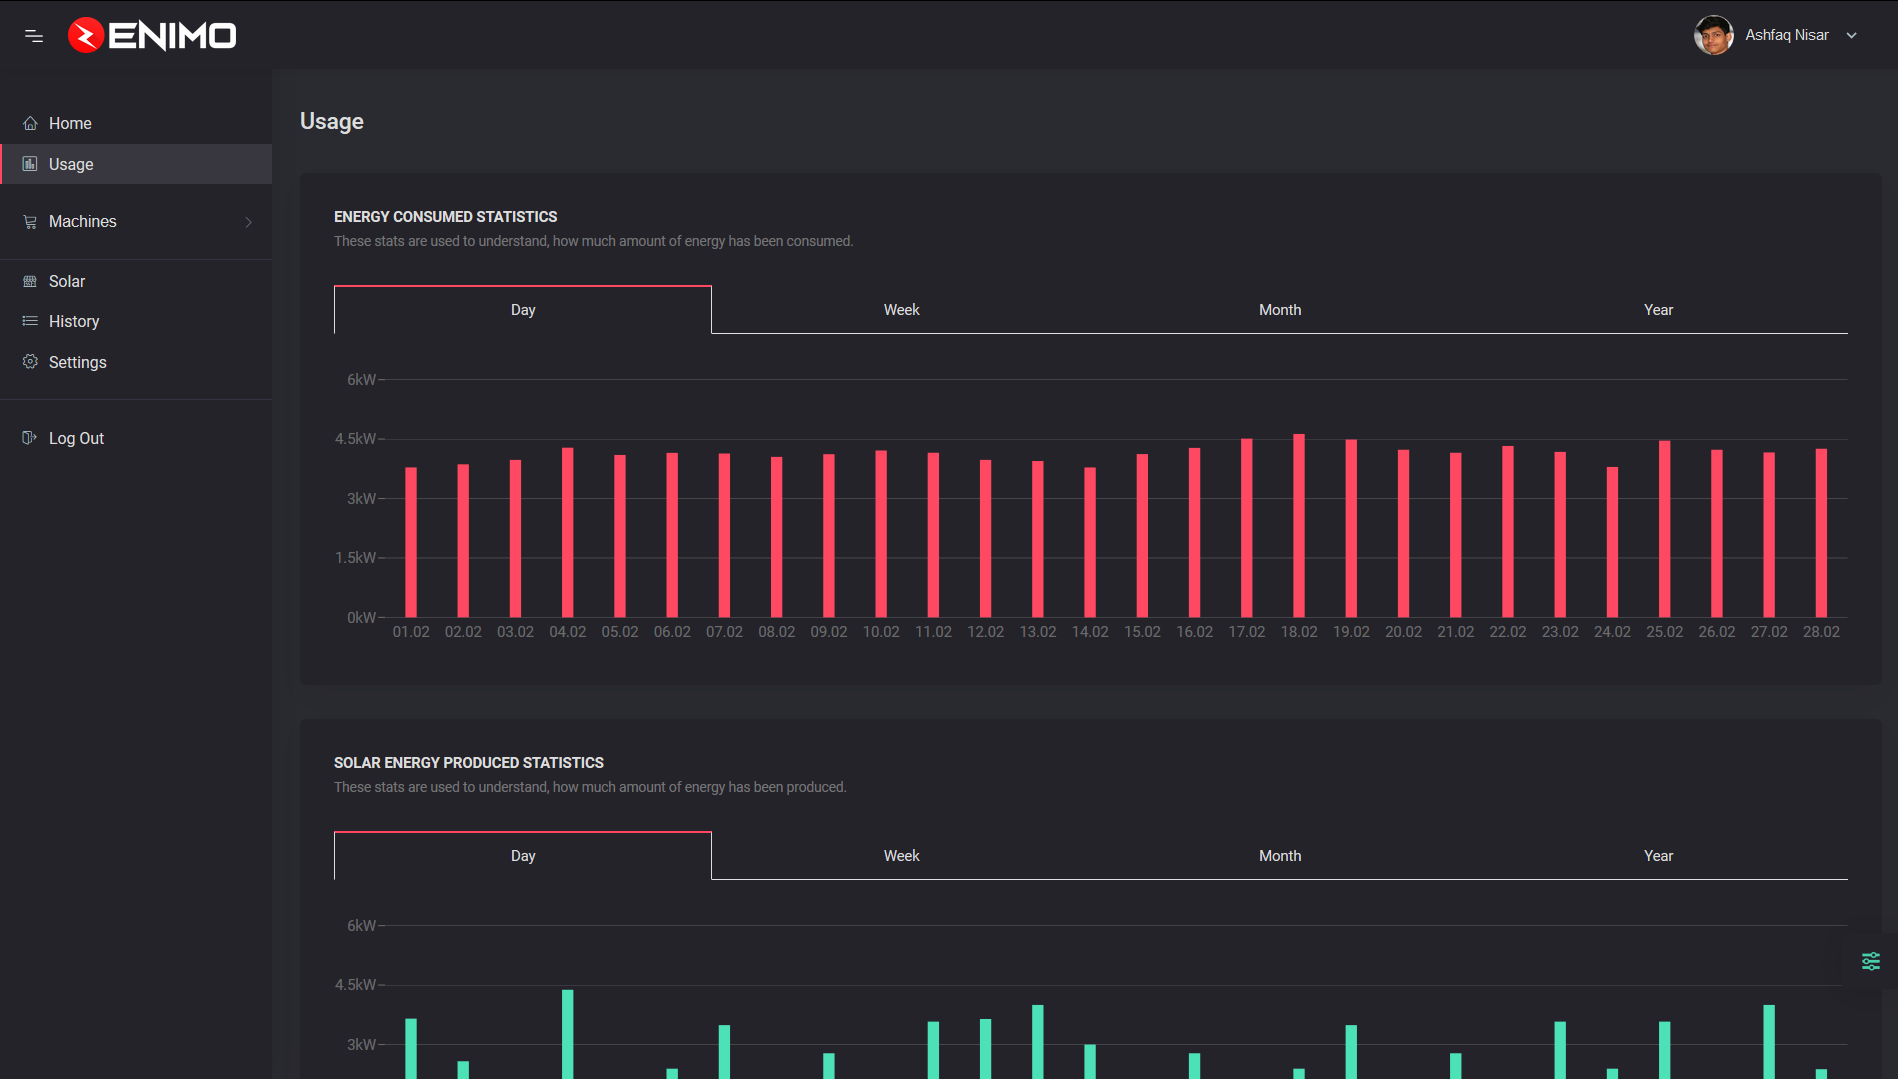 ENIMO
Ashfaq Nisar
Home
Usage
Machines
Solar
History
Settings
Log Out
Usage
ENERGY CONSUMED STATISTICS
These stats are used to understand, how much amount of energy has been consumed.
Day Week Month Year
6kW
4.5kW
3kW
1.5kW
0kW
01.02 02.02 03.02 04.02 05.02 06.02 07.02 08.02 09.02 10.02 11.02 12.02 13.02 14.02 15.02 16.02 17.02 18.02 19.02 20.02 21.02 22.02 23.02 24.02 25.02 26.02 27.02 28.02
SOLAR ENERGY PRODUCED STATISTICS
These stats are used to understand, how much amount of energy has been produced.
Day Week Month Year
6kW
4.5kW
3kW